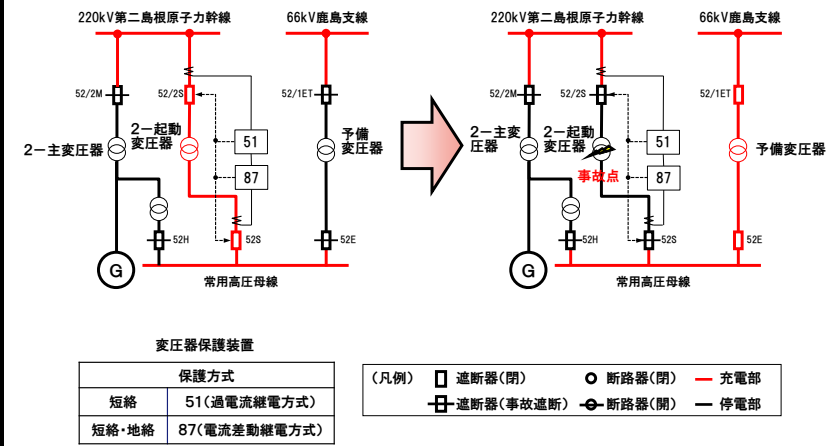 220kV第二島根原子力幹線
66kV鹿島支線
52/2M
52/2S
52/1ET
2－主変圧器
2－起動
変圧器
51
87
予備
変圧器
52H
52S
52E
G
常用高圧母線
220kV第二島根原子力幹線
66kV鹿島支線
52/2M
52/2S
52/1ET
2－主変
圧器
2－起動
変圧器
事故点
51
87
予備変圧器
52H
52S
52E
G
常用高圧母線
変圧器保護装置
保護方式
短絡 51(過電流継電方式)
短絡・地絡 87(電流差動継電方式)
(凡例) 遮断器(閉) 断路器(閉) 充電部
遮断器(事故遮断) 断路器(開) 停電部